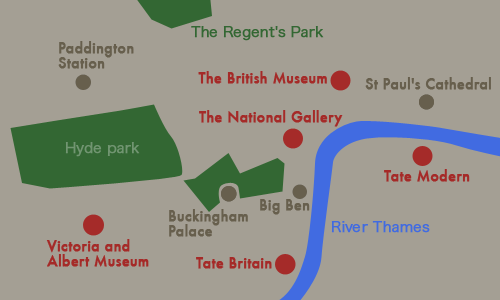 The Regent's Park
Paddington
Station
The British Museum
St Paul's Cathedral
The National Gallery
Hyde park
Tate Modern
Big Ben
Buckingham
Palace
River Thames
Victoria and
Albert Museum
Tate Britain